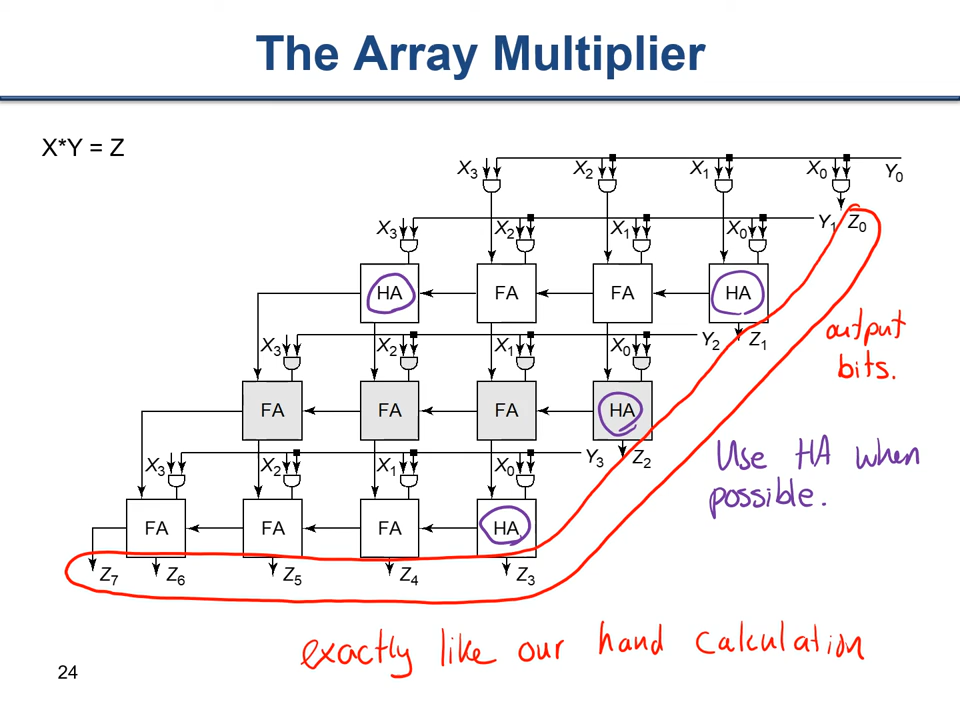 The Array Multiplier
X*Y = Z
X3 X2 X1 X0 Y0
X3 X2 X1 X0 Y1 Z0
HA FA FA HA
X3 X2 X1 X0 Y2 Z1
output
bits.
FA FA FA HA
X3 X2 X1 X0 Y3 Z2
Use HA when
possible.
FA FA FA HA
Z7 Z6 Z5 Z4 Z3
exactly like our hand calculation
24